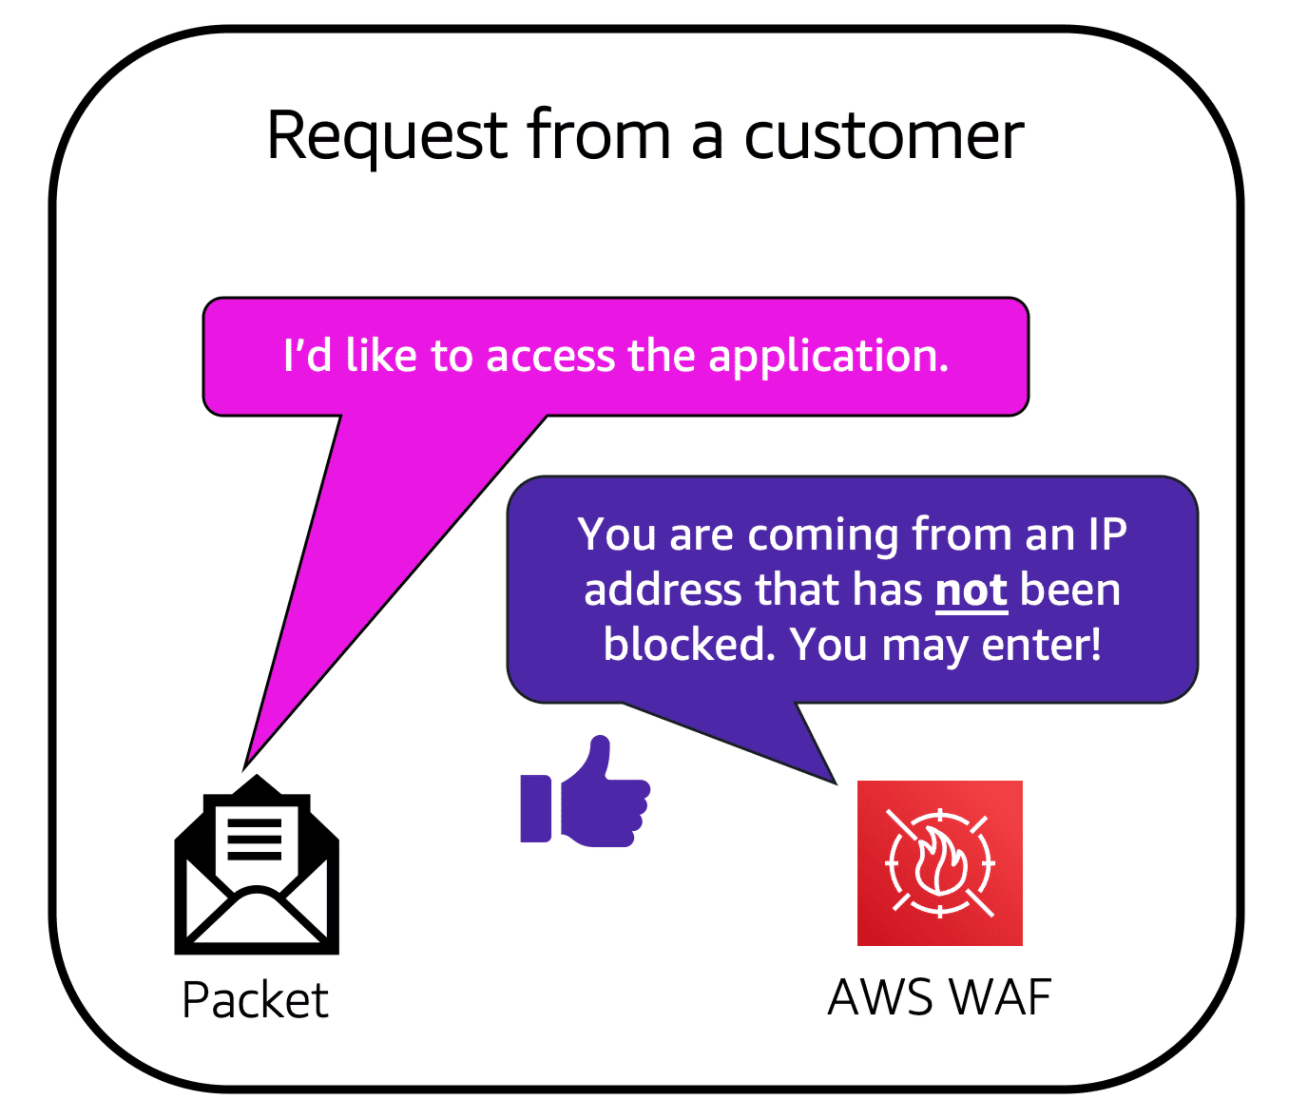 Request from a customer
I’d like to access the application.
You are coming from an IP
address that has not been
blocked. You may enter!
Packet
AWS WAF